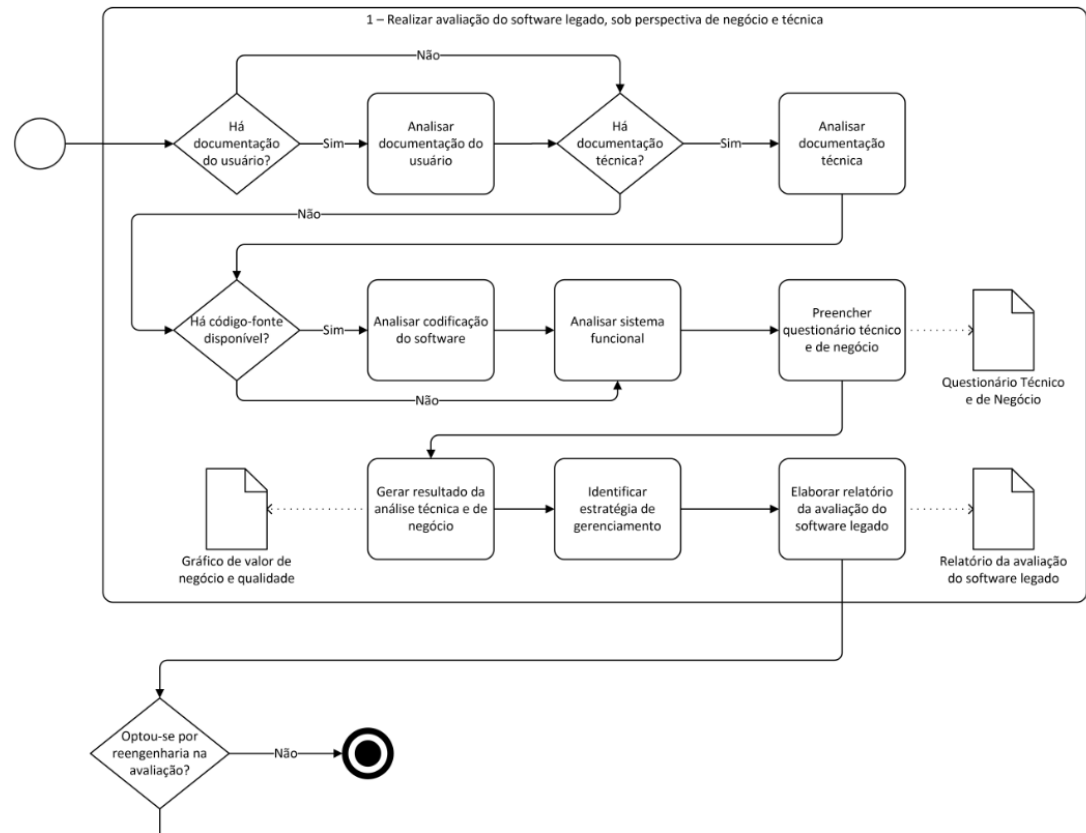 1 – Realizar avaliação do software legado, sob perspectiva de negócio e técnica
Não
Há
documentação
do usuário?
Sim
Analisar
documentação do
usuário
Há
documentação
técnica?
Sim
Analisar
documentação
técnica
Não
Há código-fonte
disponível?
Sim
Analisar codificação
do software
Analisar sistema
funcional
Preencher
questionário técnico
e de negócio
Questionário Técnico
e de Negócio
Não
Gráfico de valor de
negócio e qualidade
Gerar resultado da
análise técnica e de
negócio
Identificar
estratégia de
gerenciamento
Elaborar relatório
da avaliação do
software legado
Relatório da avaliação
do software legado
Optou-se por
reengenharia na
avaliação?
Não